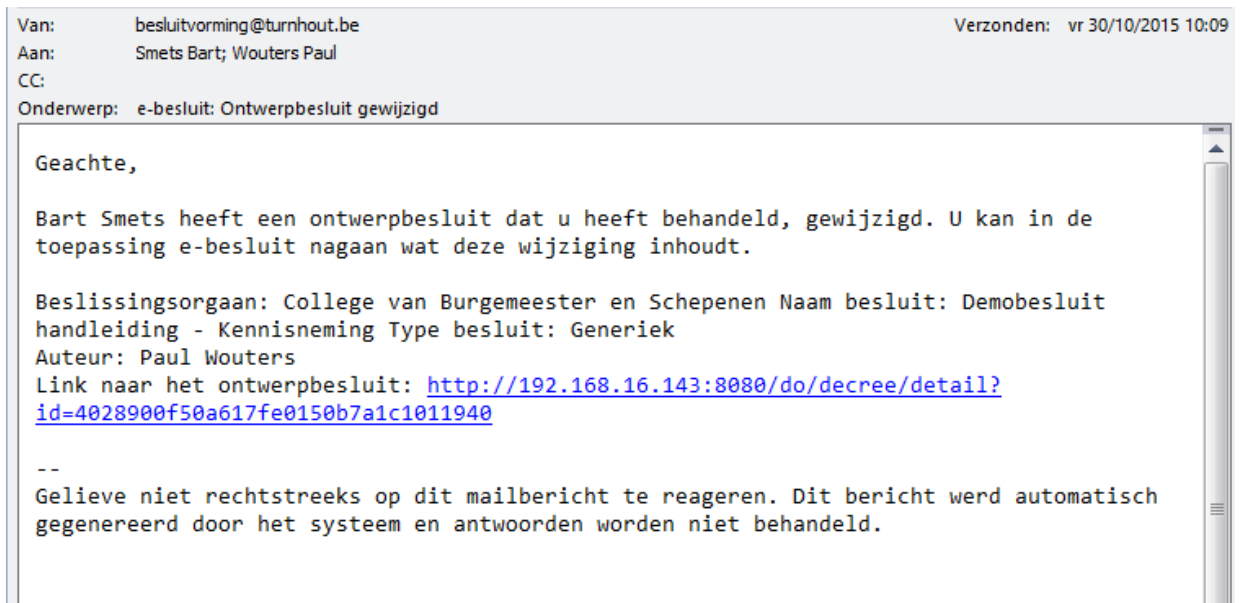 Van: besluitvorming@turnhout.be Verzonden: vr 30/10/2015 10:09
Aan: Smets Bart; Wouters Paul
CC:
Onderwerp: e-besluit: Ontwerpbesluit gewijzigd
Geachte,
Bart Smets heeft een ontwerpbesluit dat u heeft behandeld, gewijzigd. U kan in de
toepassing e-besluit nagaan wat deze wijziging inhoudt.
Beslissingsorgaan: College van Burgemeester en Schepenen Naam besluit: Demobesluit
handleiding - Kennisneming Type besluit: Generiek
Auteur: Paul Wouters
Link naar het ontwerpbesluit: http://192.168.16.143:8080/do/decree/detail?
id=4028900f50a617fe0150b7a1c1011940
--
Gelieve niet rechtstreeks op dit mailbericht te reageren. Dit bericht werd automatisch
gegenereerd door het systeem en antwoorden worden niet behandeld.